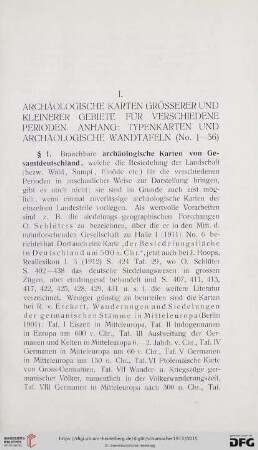 I.
ARCHÄOLOGISCHE KARTEN GRÖSSERER UND
KLEINERER GEBIETE FÜR VERSCHIEDENE
PERIODEN. ANHANG: TYPENKARTEN UND
ARCHÄOLOGISCHE WANDTAFELN (No. 1—56)
§ 1. Brauchbare archäologische Karten von Ge-
samtdeutschland, welche die Besiedelung der Landschaft
(bezw. Wald, Sumpf, Einöde etc.) für die verschiedenen
Perioden in anschaulicher Weise zur Darstellung bringen,
gibt es noch nicht; sie sind im Grunde auch erst mög-
lich, wenn einmal zuverlässige archäologische Karten der
einzelnen Landesteile vorliegen. Als wertvolle Vorarbeiten
sind z. B. die siedelungs-geographischen Forschungen
O. Schlüters zu bezeichnen, über die er in den Mitt. d.
naturforschenden Gesellschaft zu Halle I (1911) No. 6 be-
richtet hat. Dort auch eine Karte „der Besiedelungsfläche
in Deutschland um 500 n. Chr.", jetzt auch bei J. Hoops,
Reallexikon I. 3 (1912) S. 424 Taf. 29, wo O. Schlüter
S. 402—438 das deutsche Siedelungswesen in grossen
Zügen, aber eindringend behandelt und S. 407, 411, 413,
417, 422, 425, 428, 429, 431 u. s. f. die weitere Literatur
verzeichnet. Weniger günstig zu beurteilen sind die Karten
bei R. v. Erckert, Wanderungen und Siedelungen der
germanischen Stämme in Mitteleuropa (Berlin
1901): Taf. I Eiszeit in Mitteleuropa. Taf. II Indogermanen
in Europa um 600 v. Chr., Taf. III Ausbreitung der Ger-
manen und Kelten in Mitteleuropa 6.—2. Jahrh. v. Chr., Taf. IV
Germanen in Mitteleuropa um 60 v. Chr., Taf. V Germanen
in Mitteleuropa um 150 n. Chr., Taf. VI Ptolemäische Karte
von Gross-Germanien, Taf. VII Wander- u. Kriegszüge ger-
manischer Völker, namentlich in der Völkerwanderungszeit,
Taf. VIII Germanen in Mitteleuropa nach 300 n. Chr., Taf.